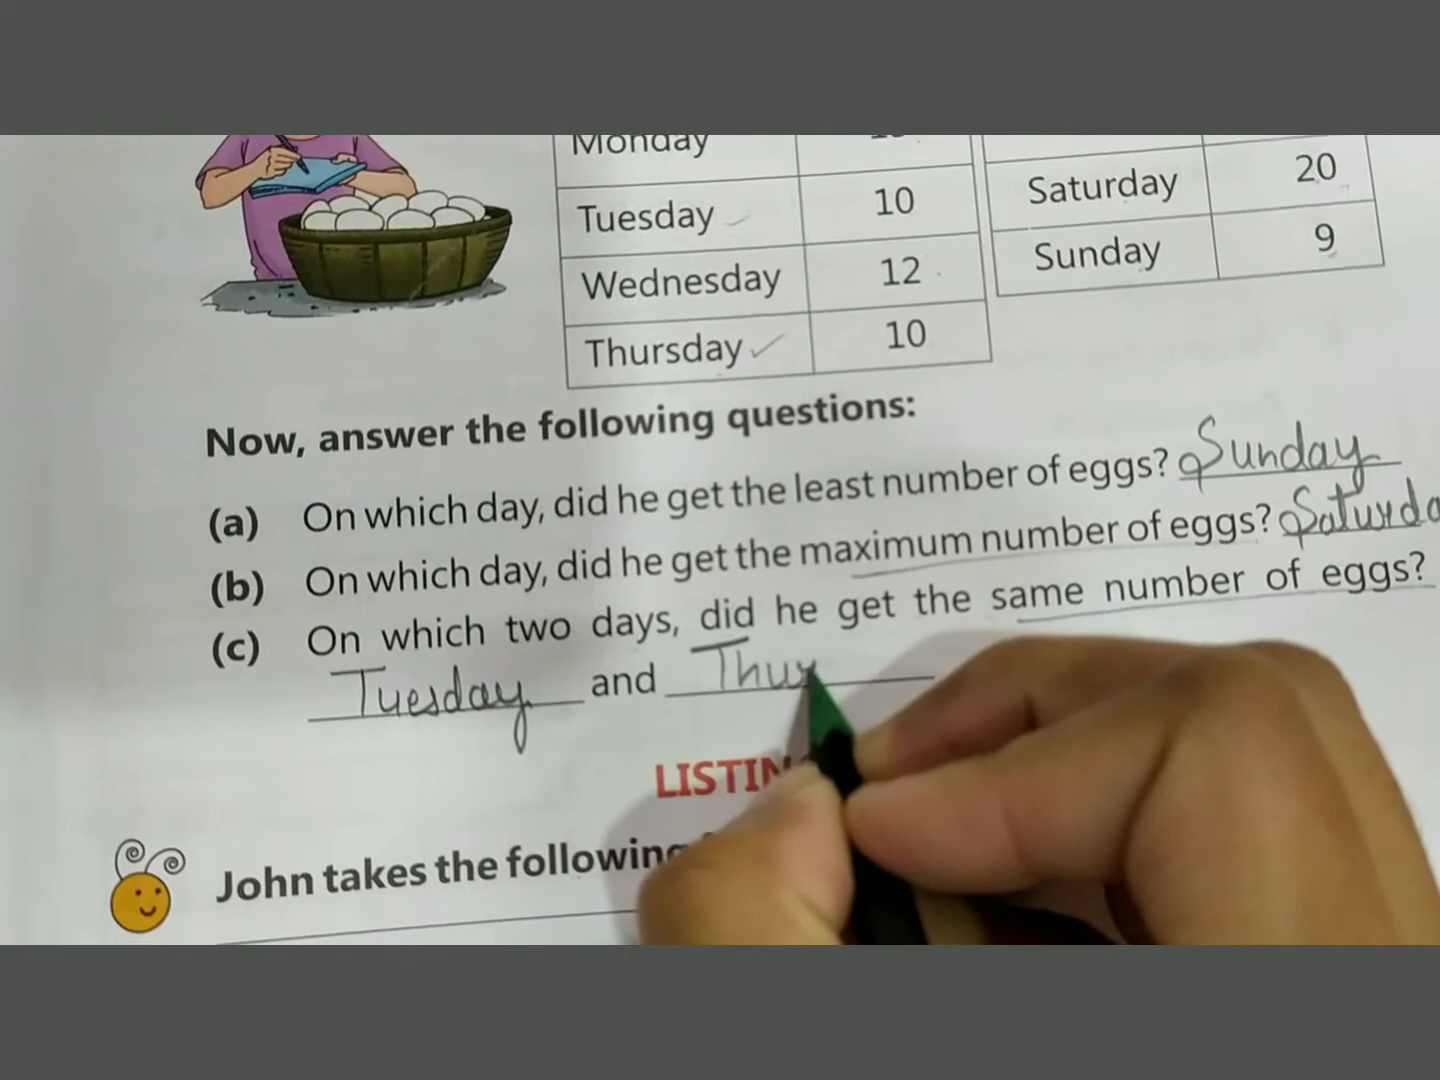 Monday
Tuesday 10
Wednesday 12
Thursday 10
Saturday 20
Sunday 9
Now, answer the following questions:
(a) On which day, did he get the least number of eggs? Sunday
(b) On which day, did he get the maximum number of eggs? Saturda
(c) On which two days, did he get the same number of eggs?
Tuesday and Thur
LISTIN
John takes the following